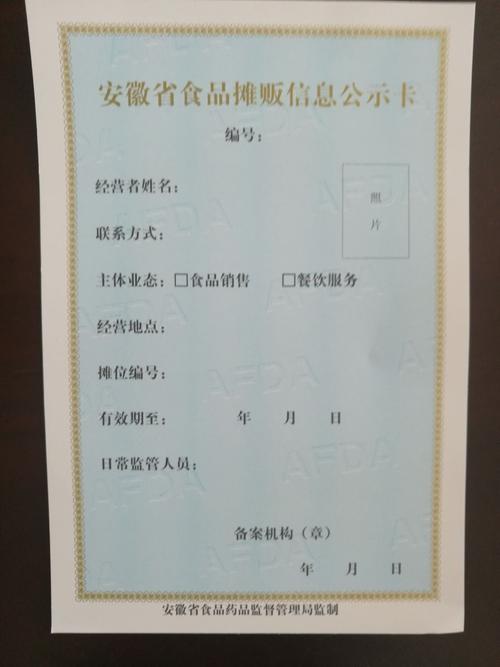 安徽省食品摊贩信息公示卡
编号：
经营者姓名：
照
片
联系方式：
主体业态：□食品销售 □餐饮服务
经营地点：
摊位编号：
有效期至： 年 月 日
日常监管人员：
备案机构（章）
年 月 日
安徽省食品药品监督管理局监制